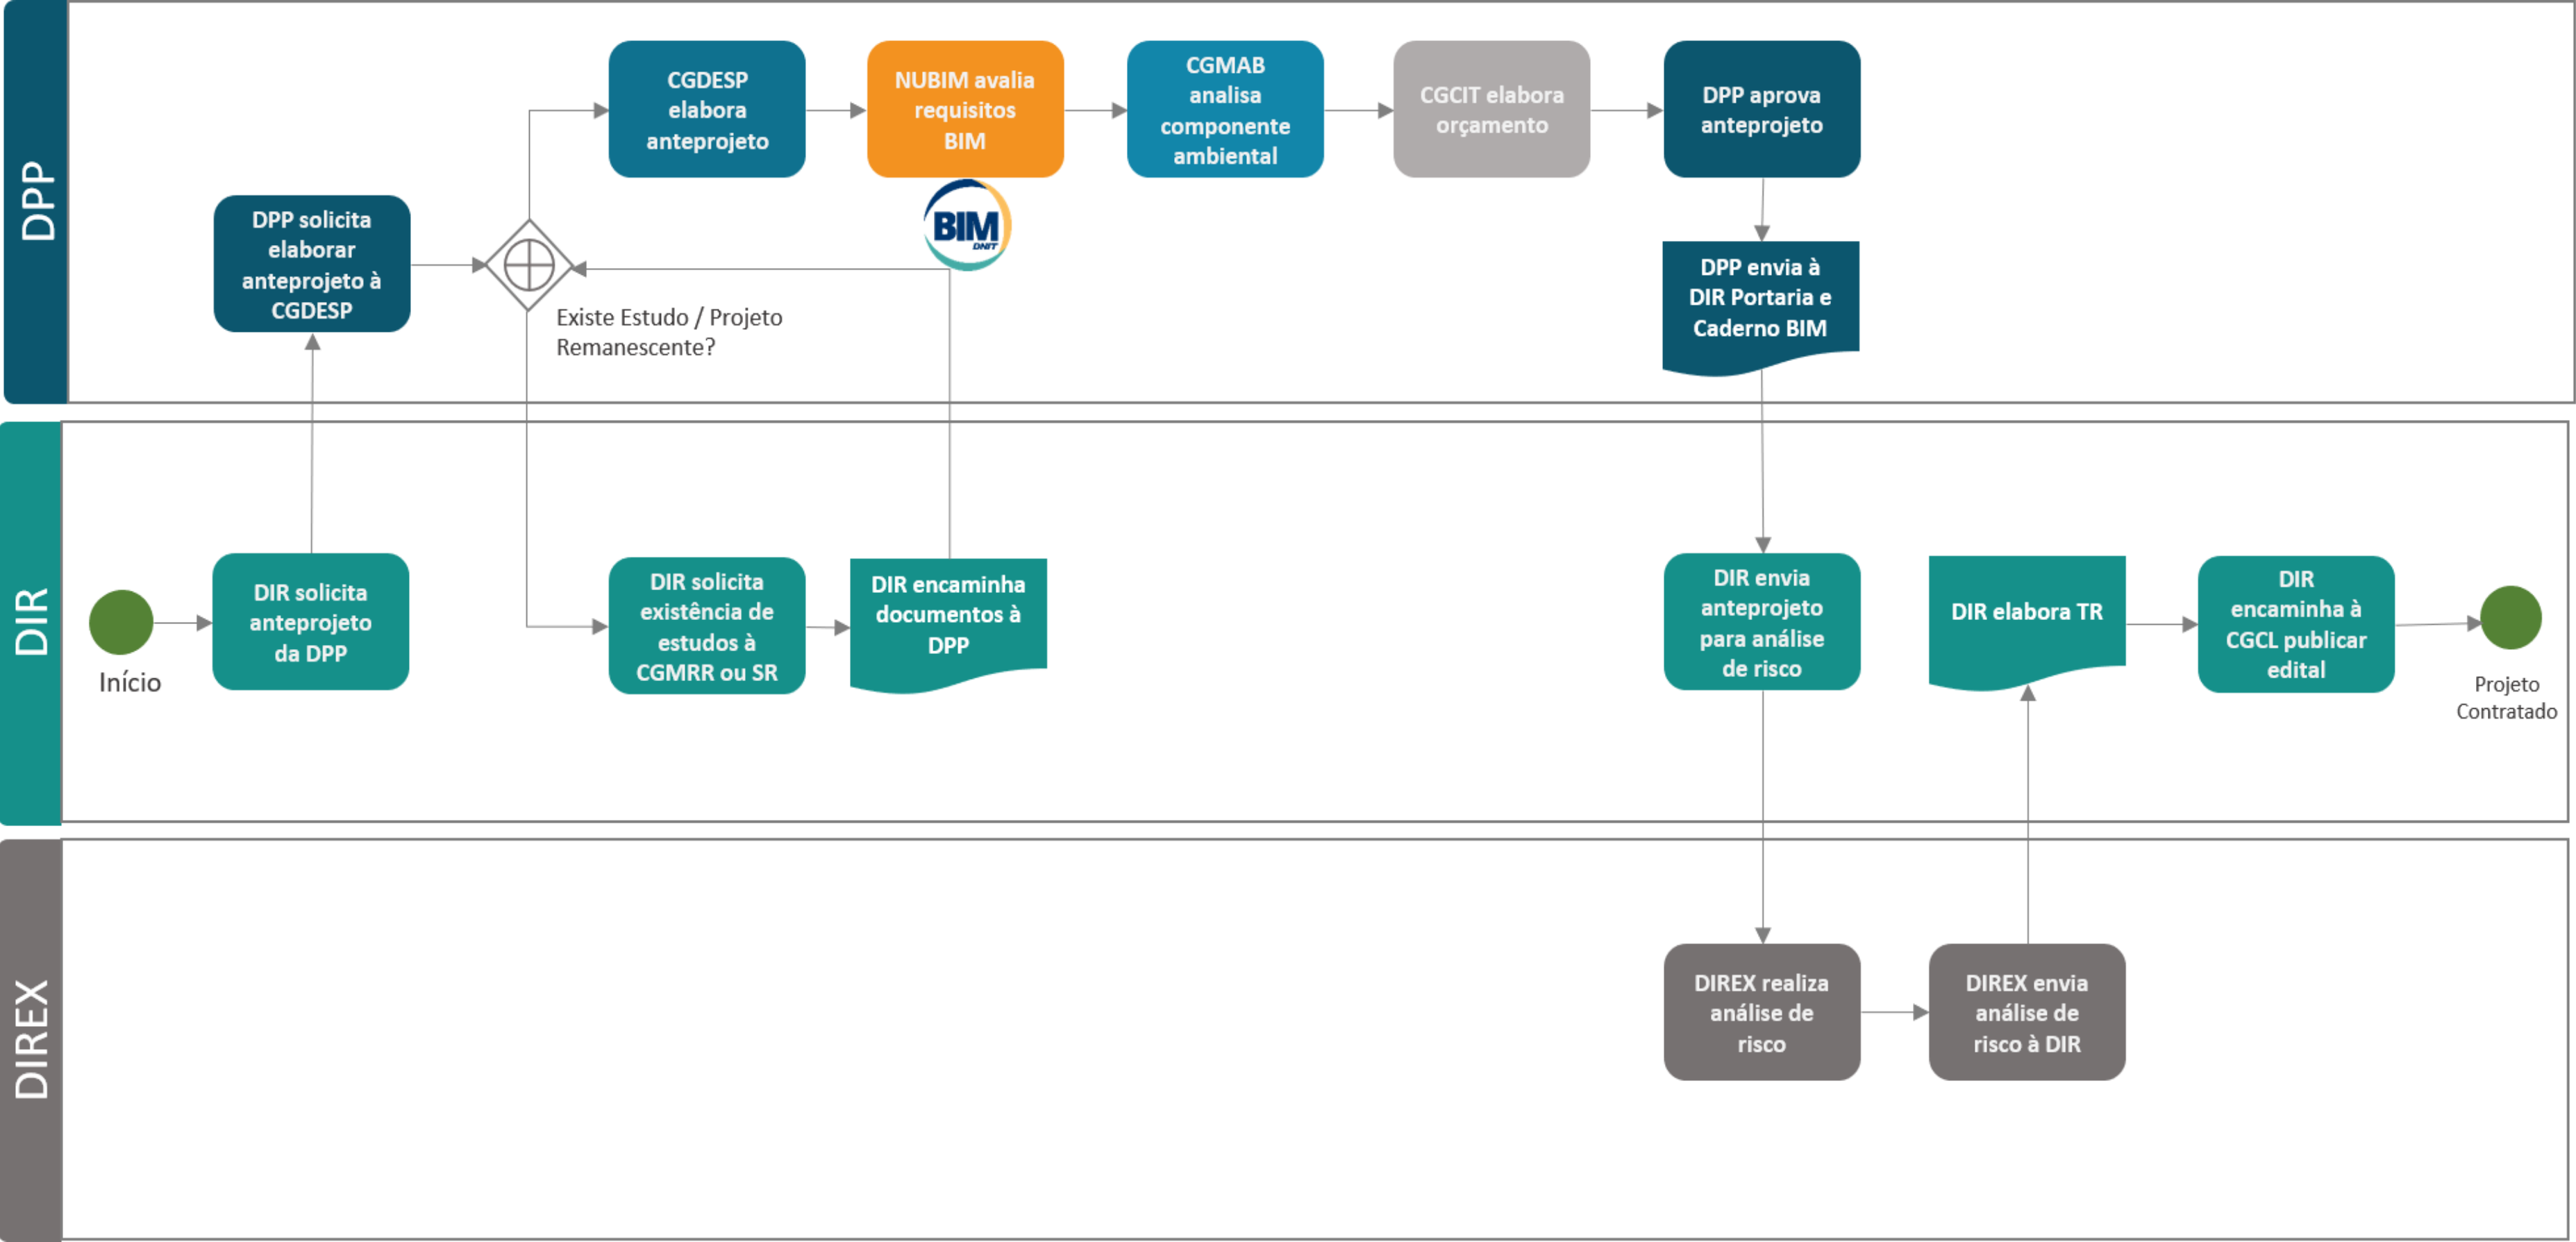 DPP
CGDESP
elabora
anteprojeto
NUBIM avalia
requisitos
BIM
CGMAB
analisa
componente
ambiental
CGCIT elabora
orçamento
DPP aprova
anteprojeto
BIM
DNIT
DPP solicita
elaborar
anteprojeto à
CGDESP
Existe Estudo / Projeto
Remanescente?
DPP envia à
DIR Portaria e
Caderno BIM
DIR
Início
DIR solicita
anteprojeto
da DPP
DIR solicita
existência de
estudos à
CGMRR ou SR
DIR encaminha
documentos à
DPP
DIR envia
anteprojeto
para análise
de risco
DIR elabora TR
DIR
encaminha à
CGCL publicar
edital
Projeto
Contratado
DIREX
DIREX realiza
análise de
risco
DIREX envia
análise de
risco à DIR